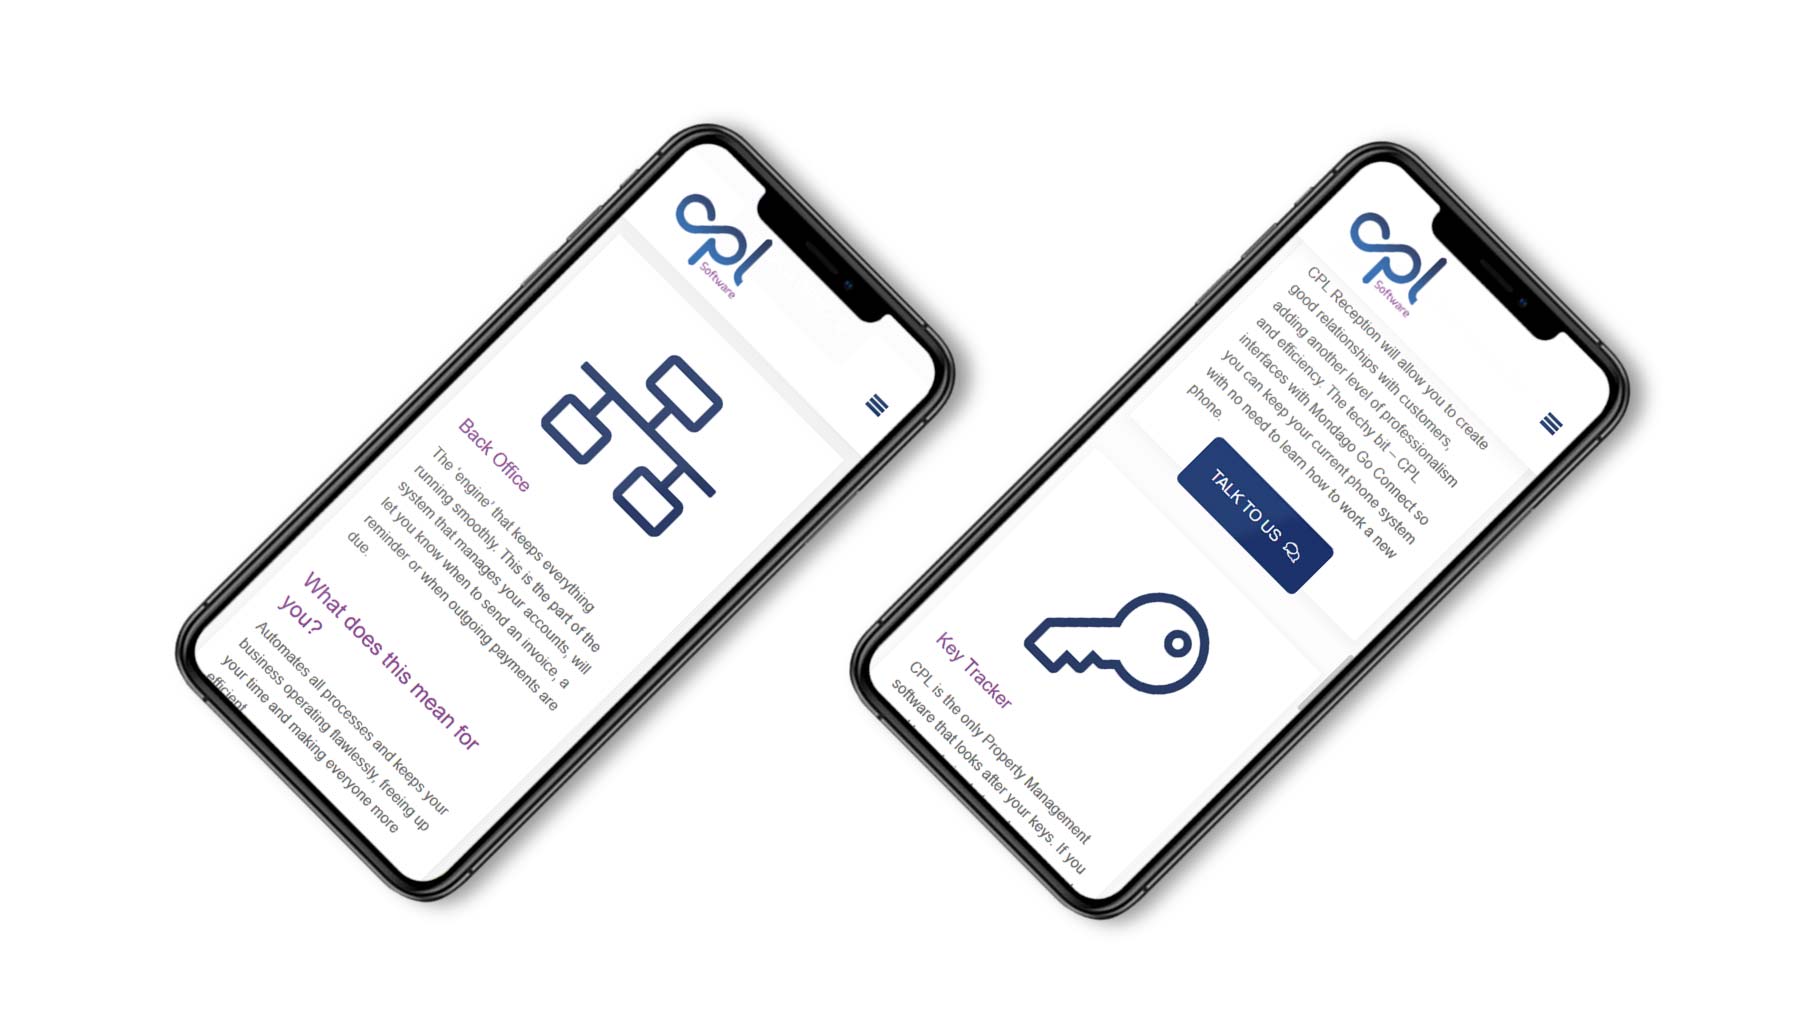 cpl
Software
Back Office
The ‘engine’ that keeps everything
running smoothly. This is the part of the
system that manages your accounts, will
let you know when to send an invoice, a
reminder or when outgoing payments are
due.
What does this mean for
you?
Automates all processes and keeps your
business operating flawlessly, freeing up
your time and making everyone more
efficient
cpl
Software
CPL Reception will allow you to create
good relationships with customers,
adding another level of professionalism
and efficiency. The techy bit – CPL
interfaces with Mondago Go Connect so
you can keep your current phone system
with no need to learn how to work a new
phone.
TALK TO US
Key Tracker
CPL is the only Property Management
software that looks after your keys. If you